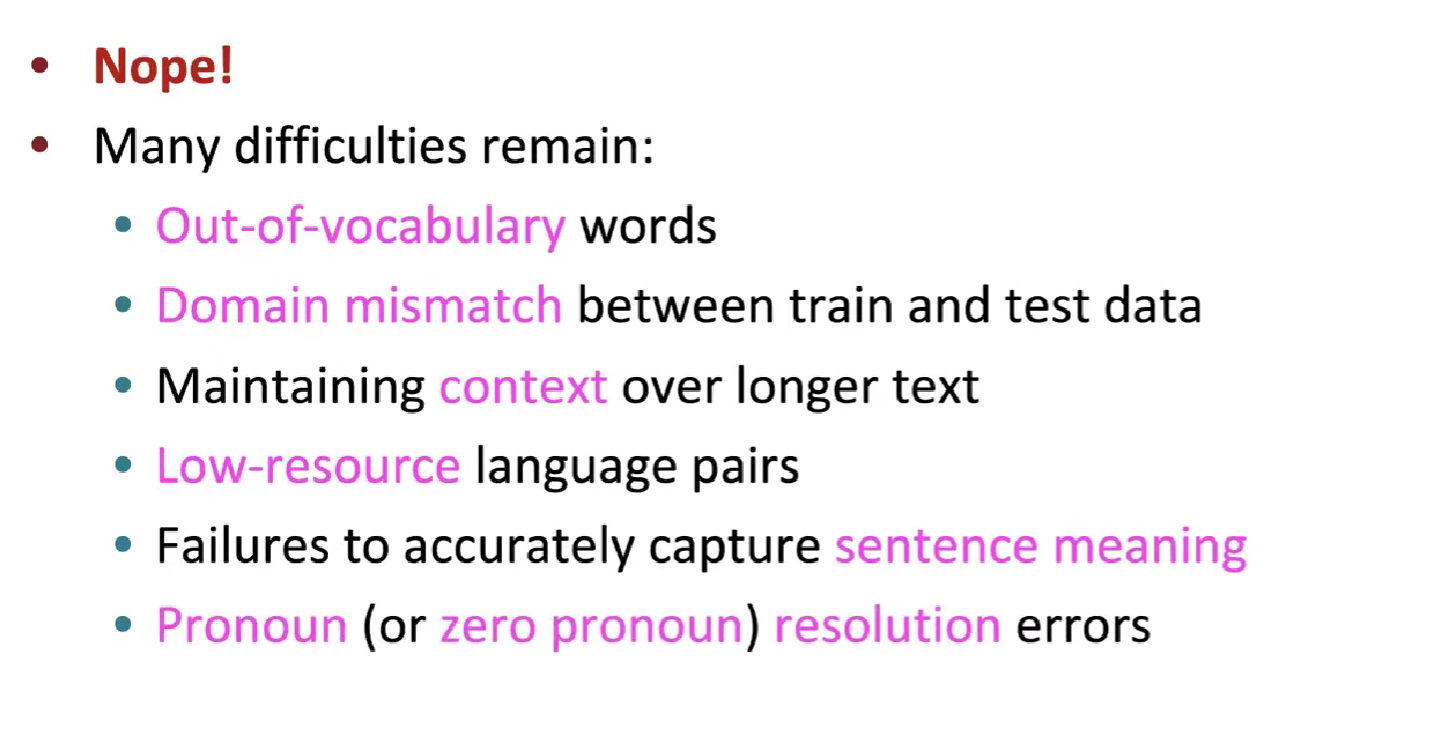 • Nope!
• Many difficulties remain:
• Out-of-vocabulary words
• Domain mismatch between train and test data
• Maintaining context over longer text
• Low-resource language pairs
• Failures to accurately capture sentence meaning
• Pronoun (or zero pronoun) resolution errors